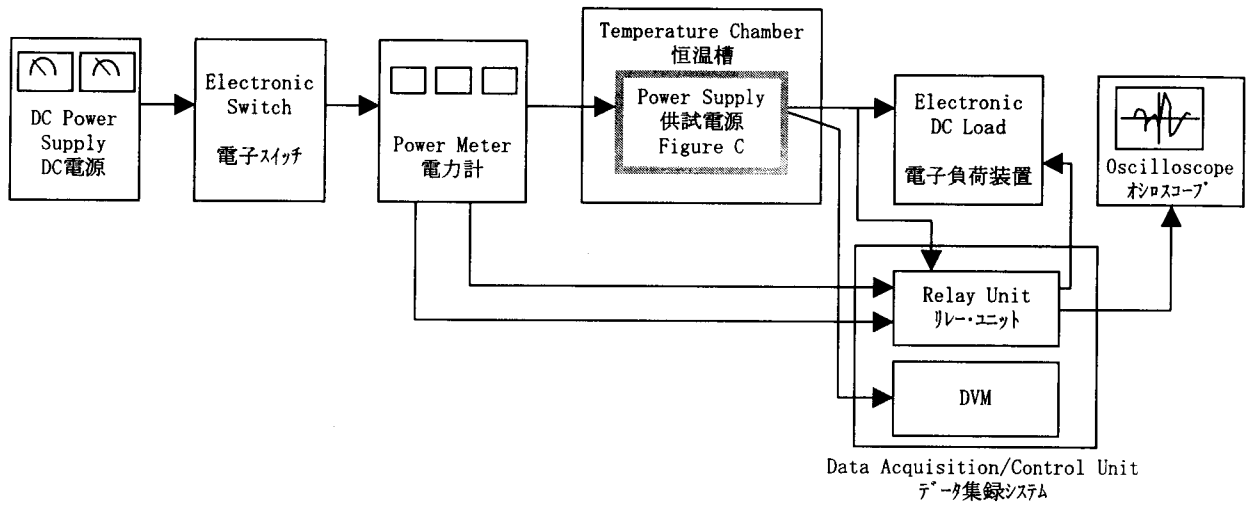 DC Power
Supply
DC電源
Electronic
Switch
電子ｽｲｯﾁ
Power Meter
電力計
Temperature Chamber
恒温槽
Power Supply
供試電源
Figure C
Electronic
DC Load
電子負荷装置
Oscilloscope
ｵｼﾛｽｺｰﾌﾟ
Relay Unit
ﾘﾚｰ･ﾕﾆｯﾄ
DVM
Data Acquisition/Control Unit
ﾃﾞｰﾀ集録ｼｽﾃﾑ